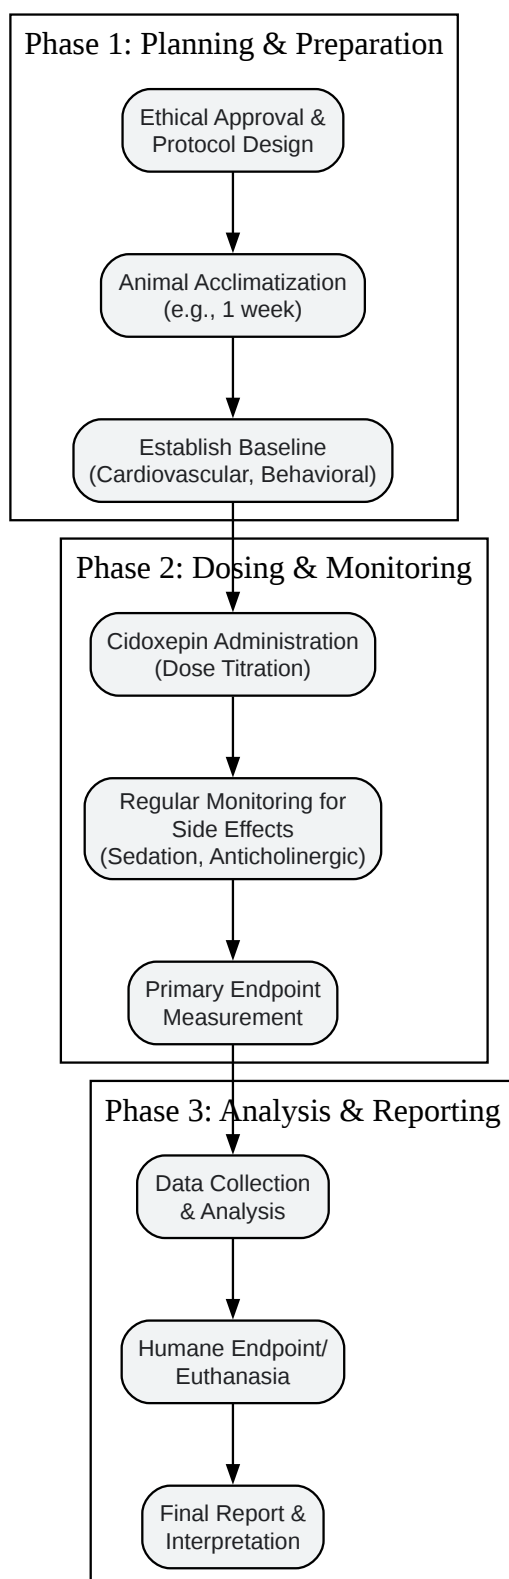 Phase 1: Planning & Preparation
Ethical Approval &
Protocol Design
Animal Acclimatization
(e.g., 1 week)
Establish Baseline
(Cardiovascular, Behavioral)
Phase 2: Dosing & Monitoring
Cidoxepin Administration
(Dose Titration)
Regular Monitoring for
Side Effects
(Sedation, Anticholinergic)
Primary Endpoint
Measurement
Phase 3: Analysis & Reporting
Data Collection
& Analysis
Humane Endpoint/
Euthanasia
Final Report &
Interpretation